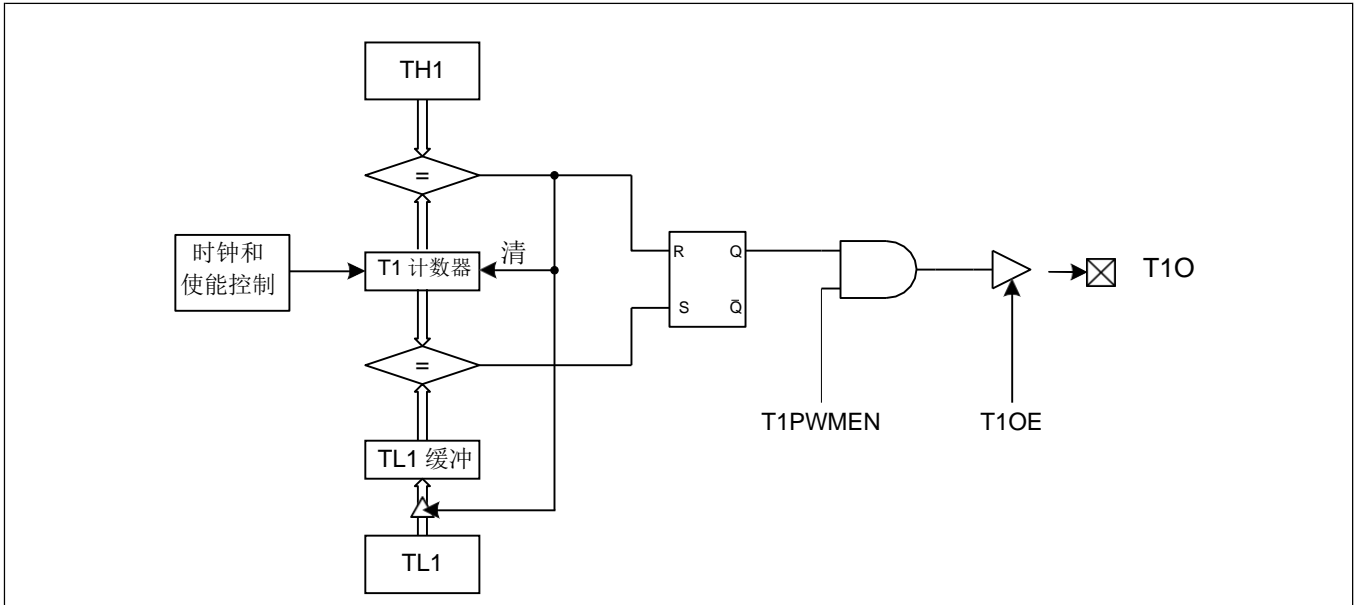 TH1
=
时钟和
使能控制
T1 计数器
清
R
Q
S
Q̄
T1O
=
T1PWMEN
T1OE
TL1 缓冲
TL1